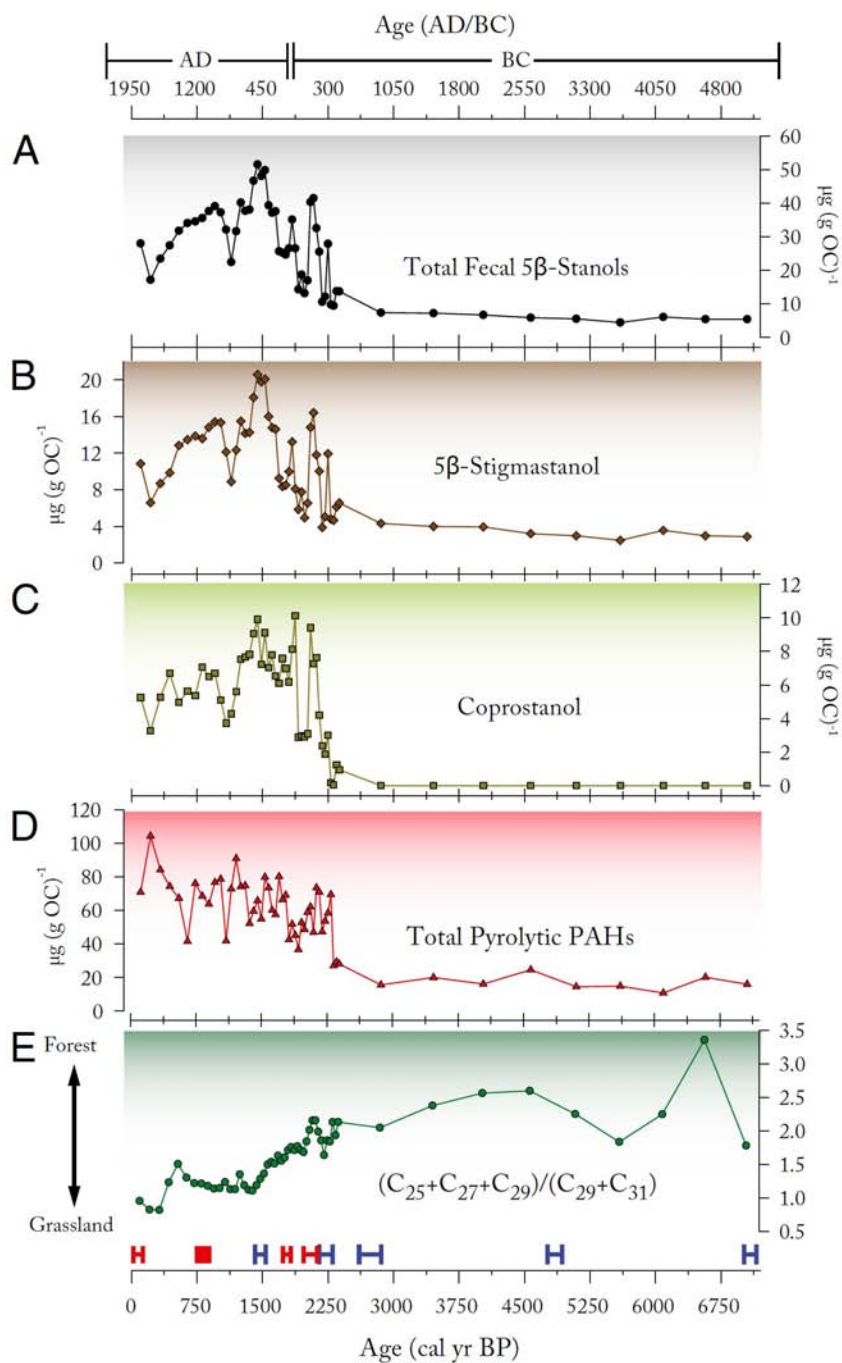 Age (AD/BC)
AD BC
1950 1200 450 300 1050 1800 2550 3300 4050 4800
A
60
50
40
30
20
10
0
µg (g OC)⁻¹
Total Fecal 5β-Stanols
B
20
16
12
8
4
0
µg (g OC)⁻¹
5β-Stigmastanol
C
12
10
8
6
4
2
0
µg (g OC)⁻¹
Coprostanol
D
120
100
80
60
40
20
0
µg (g OC)⁻¹
Total Pyrolytic PAHs
E
Forest
Grassland
3.5
3.0
2.5
2.0
1.5
1.0
0.5
(C₂₅+C₂₇+C₂₉)/(C₂₉+C₃₁)
0 750 1500 2250 3000 3750 4500 5250 6000 6750
Age (cal yr BP)